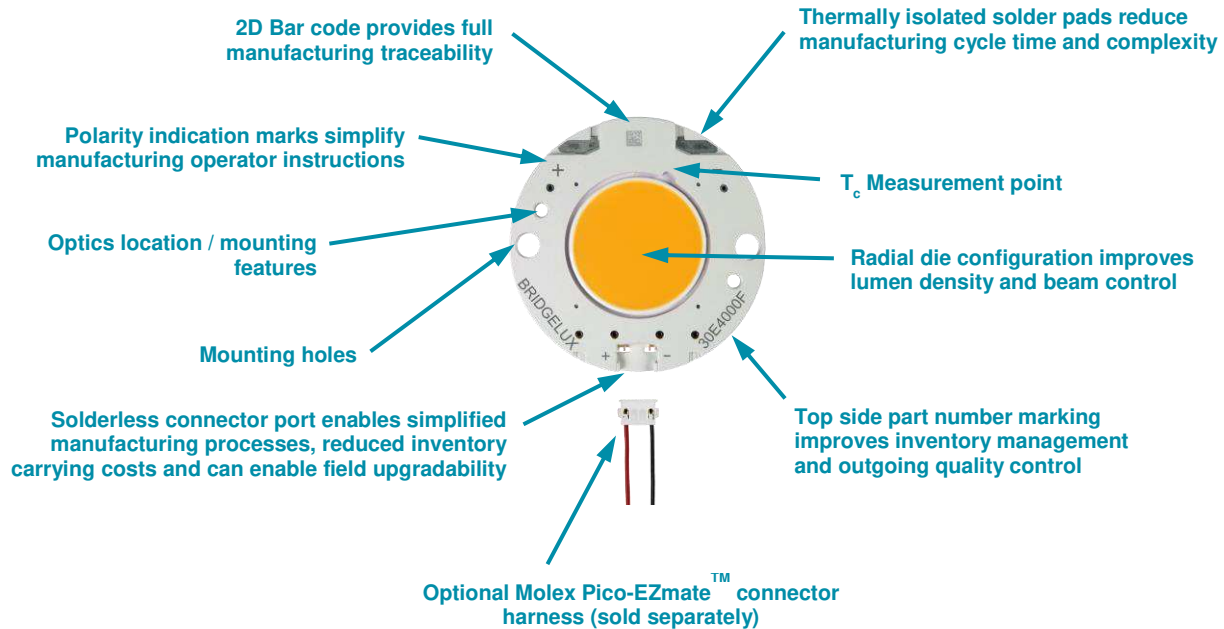 2D Bar code provides full
manufacturing traceability
Thermally isolated solder pads reduce
manufacturing cycle time and complexity
Polarity indication marks simplify
manufacturing operator instructions
+
-
Tc Measurement point
Optics location / mounting
features
Radial die configuration improves
lumen density and beam control
BRIDGELUX
30E4000F
Mounting holes
+
-
Solderless connector port enables simplified
manufacturing processes, reduced inventory
carrying costs and can enable field upgradability
Top side part number marking
improves inventory management
and outgoing quality control
Optional Molex Pico-EZmate™ connector
harness (sold separately)